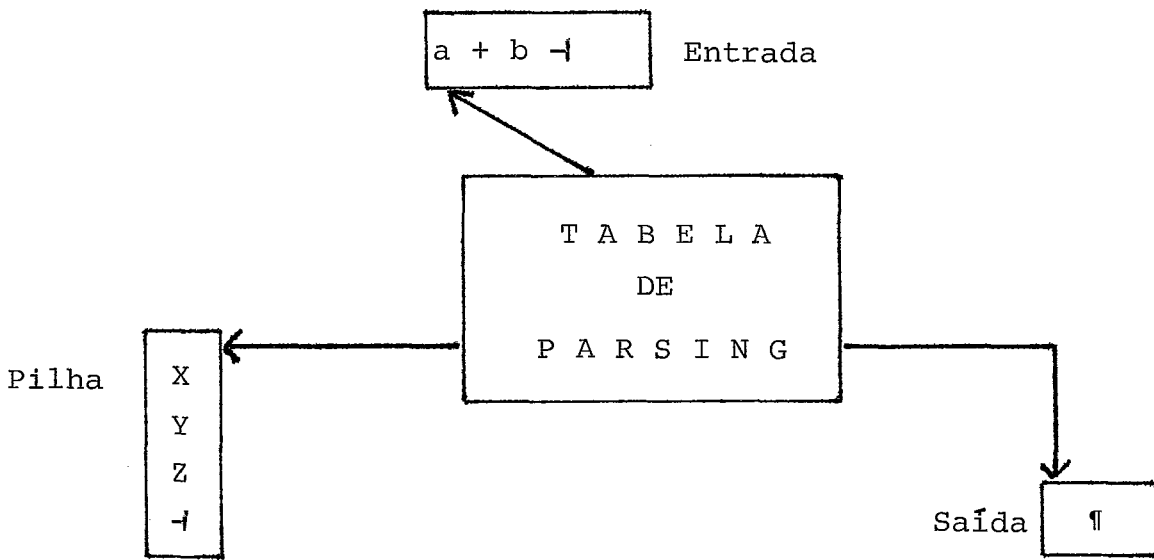 a + b ⊣ Entrada
T A B E L A
DE
P A R S I N G
Pilha
X
Y
Z
⊣
Saída ¶